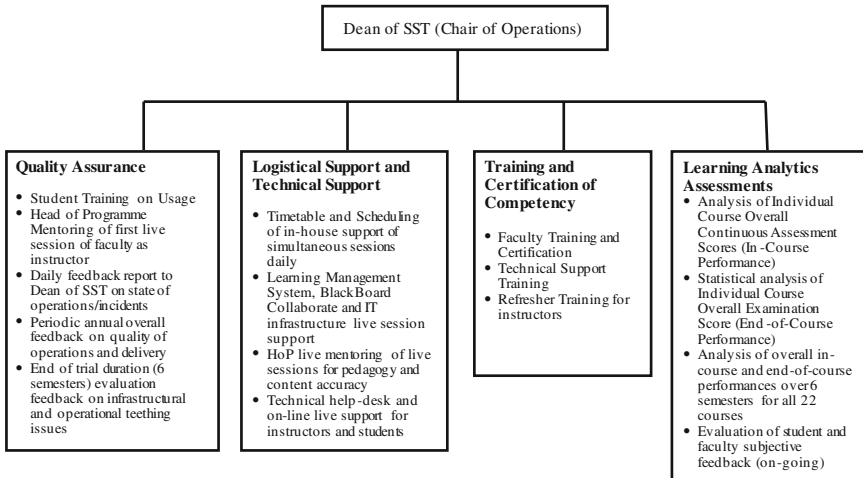 Dean of SST (Chair of Operations)
Quality Assurance
• Student Training on Usage
• Head of Programme
Mentoring of first live
session of faculty as
instructor
• Daily feedback report to
Dean of SST on state of
operations/incidents
• Periodic annual overall
feedback on quality of
operations and delivery
• End of trial duration (6
semesters) evaluation
feedback on infrastructural
and operational teething
issues
Logistical Support and
Technical Support
• Timetable and Scheduling
of in-house support of
simultaneous sessions
daily
• Learning Management
System, BlackBoard
Collaborate and IT
infrastructure live session
support
• HoP live mentoring of live
sessions for pedagogy and
content accuracy
• Technical help-desk and
on-line live support for
instructors and students
Training and
Certification of
Competency
• Faculty Training and
Certification
• Technical Support
Training
• Refresher Training for
instructors
Learning Analytics
Assessments
• Analysis of Individual
Course Overall
Continuous Assessment
Scores (In-Course
Performance)
• Statistical analysis of
Individual Course
Overall Examination
Score (End-of-Course
Performance)
• Analysis of overall in-
course and end-of-course
performances over 6
semesters for all 22
courses
• Evaluation of student and
faculty subjective
feedback (on-going)